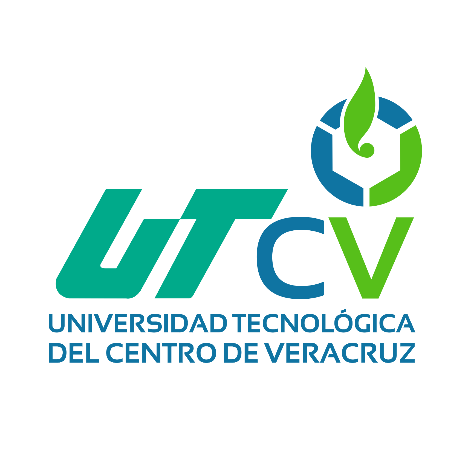 UTCV
UNIVERSIDAD TECNOLÓGICA
DEL CENTRO DE VERACRUZ